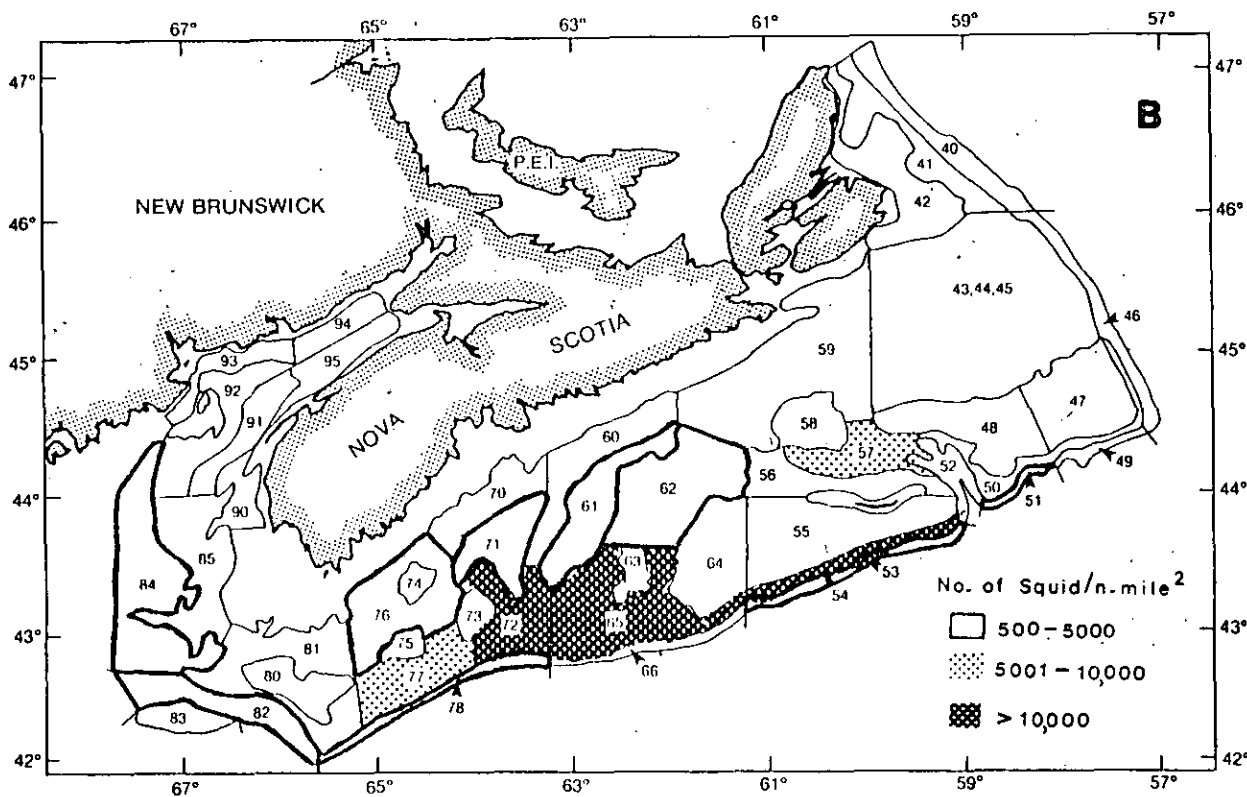 67° 65° 63° 61° 59° 57°
47° 47°
B
40
P.E.I.
41
NEW BRUNSWICK
42
46° 46°
43,44,45
94
46
SCOTIA
45° 93 95 59 45°
92
47
91
NOVA
58
48
60 57
49
52
44° 70 61 62 56 50 44°
90
51
71
85 55
84 63 64
74
53
76
54
No. of Squid/n.mile²
73 72 65
43° 43°
500-5000
81 75
80 77
66
5001-10,000
82 78
83
>10,000
42° 42°
67° 65° 63° 61° 59° 57°